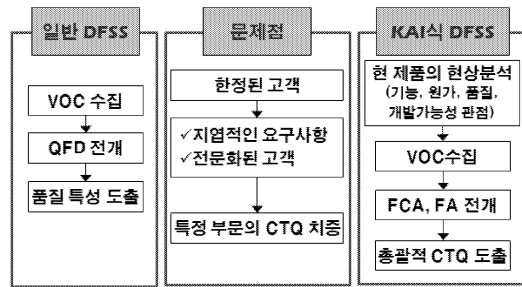 일반 DFSS
VOC 수집
QFD 전개
품질 특성 도출
문제점
한정된 고객
✓지엽적인 요구사항
✓전문화된 고객
특정 부문의 CTQ 치중
KAI식 DFSS
현 제품의 현상분석
(기능, 원가, 품질,
개발가능성 관점)
VOC수집
FCA, FA 전개
총괄적 CTQ 도출